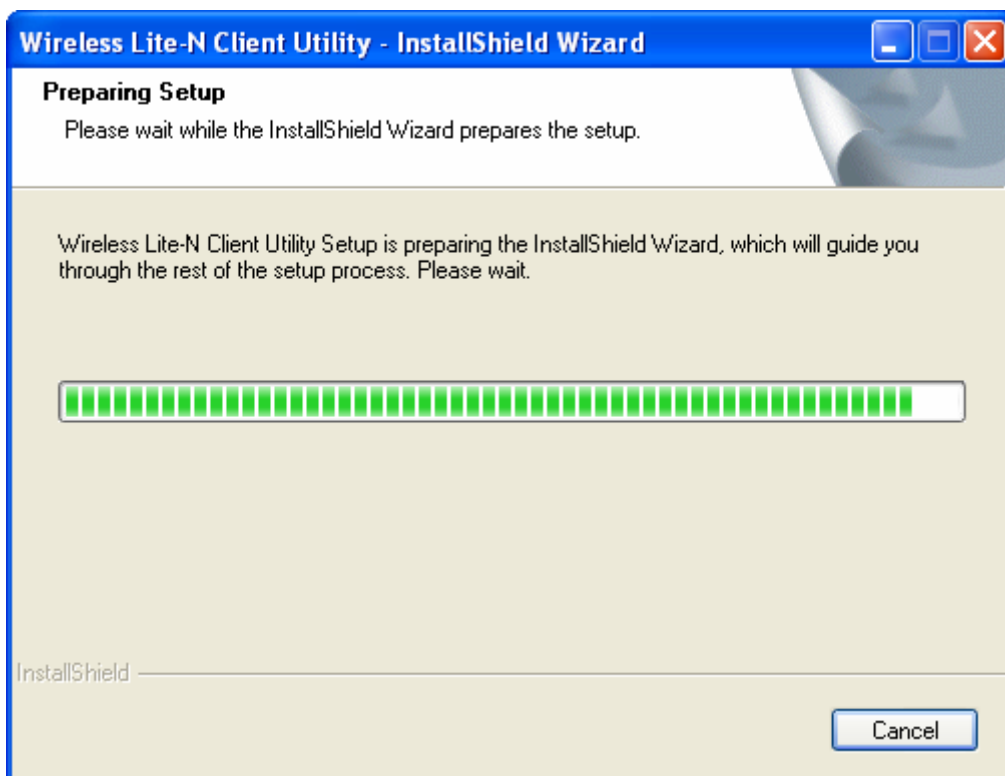 Wireless Lite-N Client Utility - InstallShield Wizard
Preparing Setup
Please wait while the InstallShield Wizard prepares the setup.
Wireless Lite-N Client Utility Setup is preparing the InstallShield Wizard, which will guide you
through the rest of the setup process. Please wait.
InstallShield
Cancel